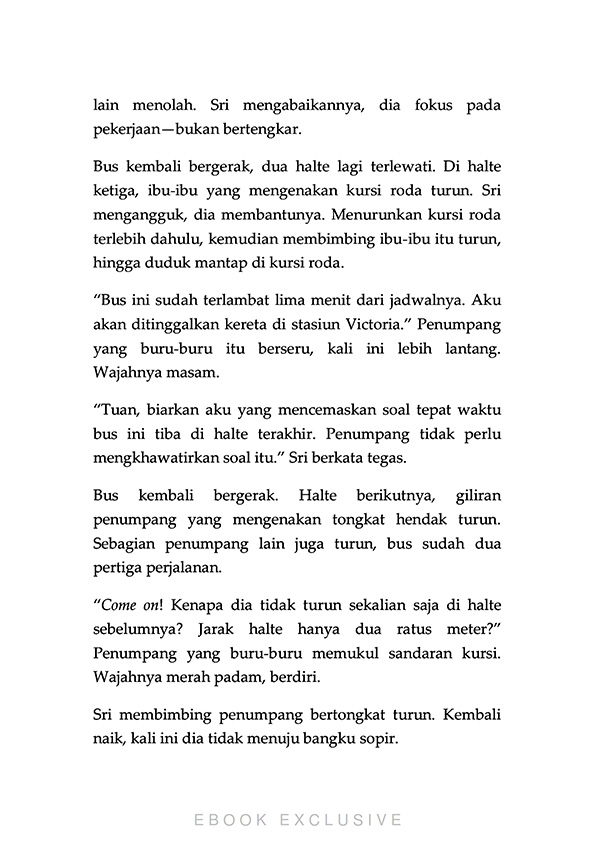 lain menolah. Sri mengabaikannya, dia fokus pada
pekerjaan—bukan bertengkar.
Bus kembali bergerak, dua halte lagi terlewati. Di halte
ketiga, ibu-ibu yang mengenakan kursi roda turun. Sri
mengangguk, dia membantunya. Menurunkan kursi roda
terlebih dahulu, kemudian membimbing ibu-ibu itu turun,
hingga duduk mantap di kursi roda.
“Bus ini sudah terlambat lima menit dari jadwalnya. Aku
akan ditinggalkan kereta di stasiun Victoria.” Penumpang
yang buru-buru itu berseru, kali ini lebih lantang.
Wajahnya masam.
“Tuan, biarkan aku yang mencemaskan soal tepat waktu
bus ini tiba di halte terakhir. Penumpang tidak perlu
mengkhawatirkan soal itu.” Sri berkata tegas.
Bus kembali bergerak. Halte berikutnya, giliran
penumpang yang mengenakan tongkat hendak turun.
Sebagian penumpang lain juga turun, bus sudah dua
pertiga perjalanan.
“Come on! Kenapa dia tidak turun sekalian saja di halte
sebelumnya? Jarak halte hanya dua ratus meter?”
Penumpang yang buru-buru memukul sandaran kursi.
Wajahnya merah padam, berdiri.
Sri membimbing penumpang bertongkat turun. Kembali
naik, kali ini dia tidak menuju bangku sopir.
EBOOK EXCLUSIVE